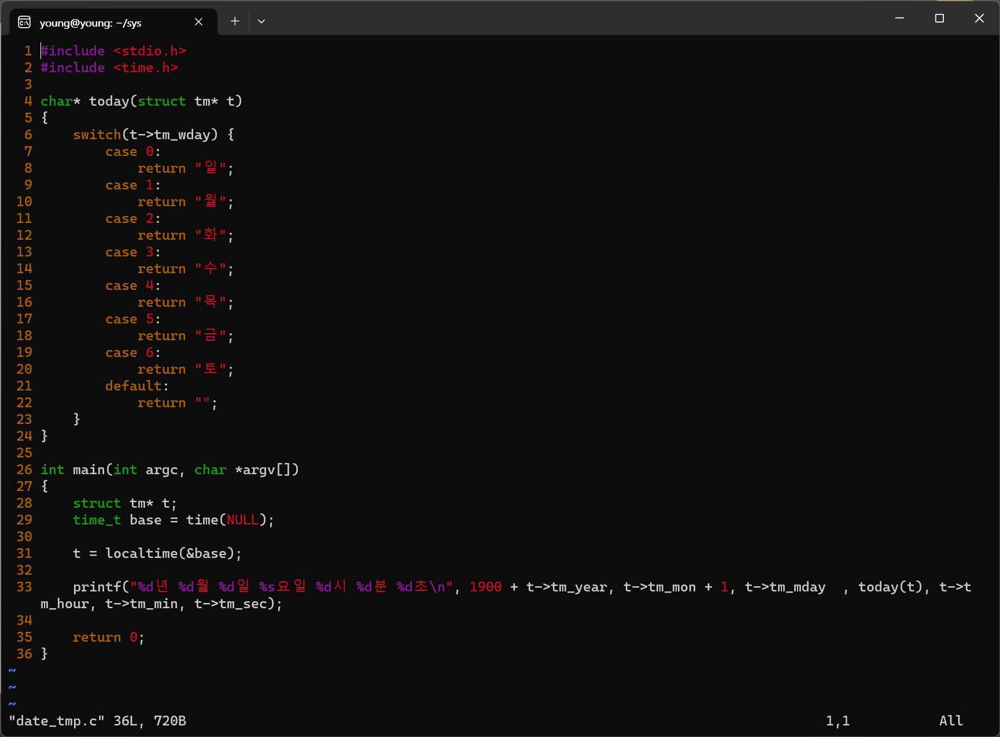 young@young: ~/sys
1 #include <stdio.h>
2 #include <time.h>
3
4 char* today(struct tm* t)
5 {
6     switch(t->tm_wday) {
7         case 0:
8             return "일";
9         case 1:
10             return "월";
11         case 2:
12             return "화";
13         case 3:
14             return "수";
15         case 4:
16             return "목";
17         case 5:
18             return "금";
19         case 6:
20             return "토";
21         default:
22             return "";
23     }
24 }
25
26 int main(int argc, char *argv[])
27 {
28     struct tm* t;
29     time_t base = time(NULL);
30
31     t = localtime(&base);
32
33     printf("%d년 %d월 %d일 %s요일 %d시 %d분 %d초\n", 1900 + t->tm_year, t->tm_mon + 1, t->tm_mday  , today(t), t->t
m_hour, t->tm_min, t->tm_sec);
34
35     return 0;
36 }
~
~
~
"date_tmp.c" 36L, 720B 1,1 All